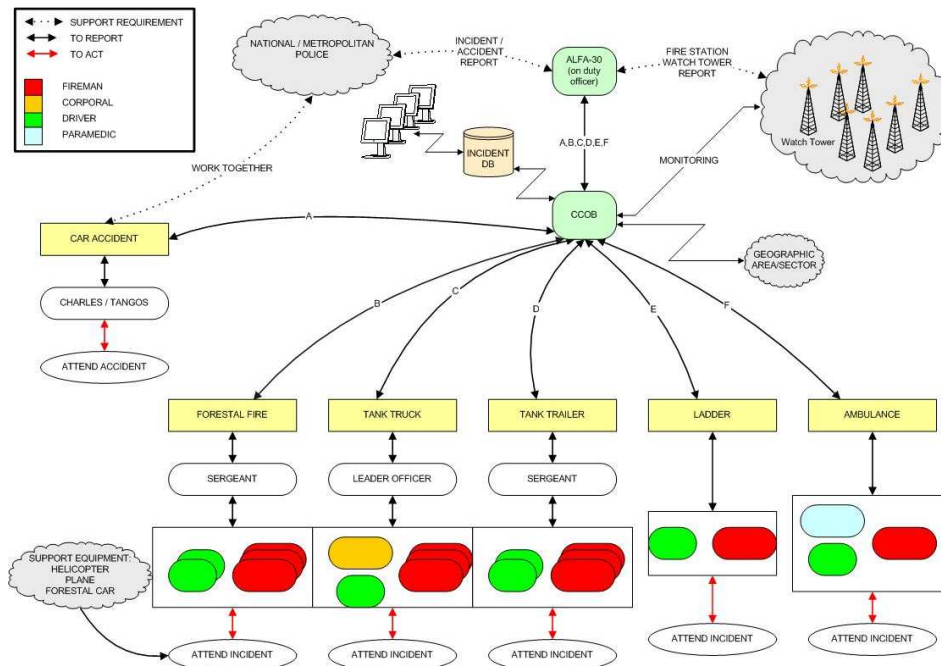 SUPPORT REQUIREMENT
TO REPORT
TO ACT
FIREMAN
CORPORAL
DRIVER
PARAMEDIC
NATIONAL / METROPOLITAN
POLICE
INCIDENT /
ACCIDENT
REPORT
ALFA-30
(on duty
officer)
FIRE STATION
WATCH TOWER
REPORT
Watch Tower
INCIDENT
DB
A,B,C,D,E,F
MONITORING
WORK TOGETHER
CCOB
GEOGRAPHIC
AREA/SECTOR
A
CAR ACCIDENT
CHARLES / TANGOS
ATTEND ACCIDENT
B
C
D
E
F
FORESTAL FIRE
TANK TRUCK
TANK TRAILER
LADDER
AMBULANCE
SERGEANT
LEADER OFFICER
SERGEANT
SUPPORT EQUIPMENT:
HELICOPTER
PLANE
FORESTAL CAR
ATTEND INCIDENT
ATTEND INCIDENT
ATTEND INCIDENT
ATTEND INCIDENT
ATTEND INCIDENT